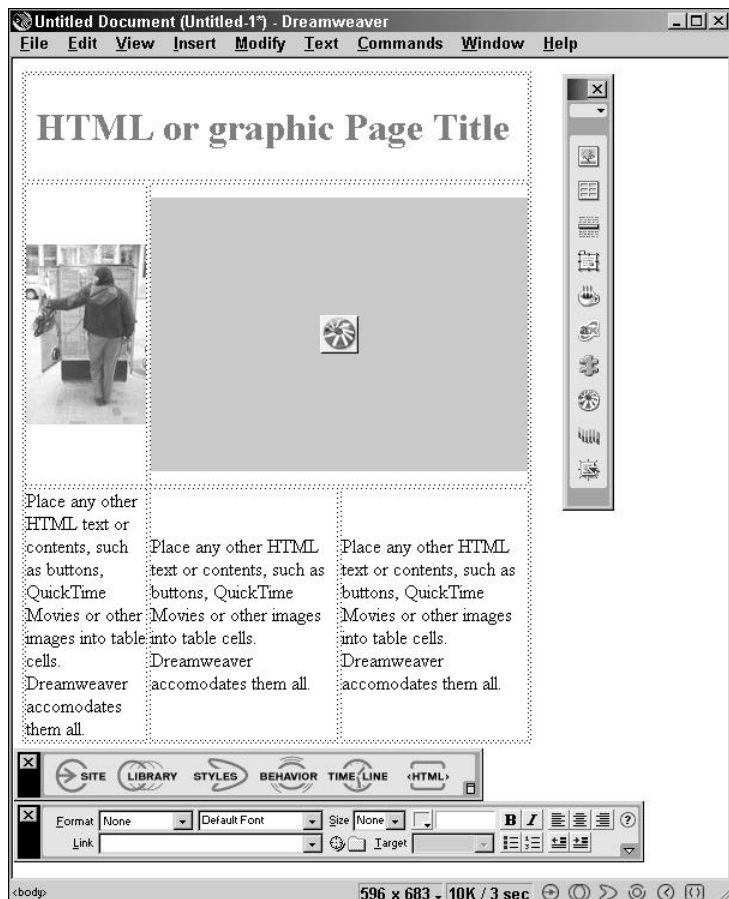 Untitled Document (Untitled-1*) - Dreamweaver
File Edit View Insert Modify Text Commands Window Help
HTML or graphic Page Title
Place any other
HTML text or
contents, such
as buttons,
QuickTime
Movies or other
images into table
cells.
Dreamweaver
accomodates
them all.
Place any other HTML
text or contents, such as
buttons, QuickTime
Movies or other images
into table cells.
Dreamweaver
accomodates them all.
Place any other HTML
text or contents, such as
buttons, QuickTime
Movies or other images
into table cells.
Dreamweaver
accomodates them all.
SITE LIBRARY STYLES BEHAVIOR TIMELINE <HTML>
Format None Default Font Size None B I ?
Link Target
<body> 596 x 683 10K / 3 sec